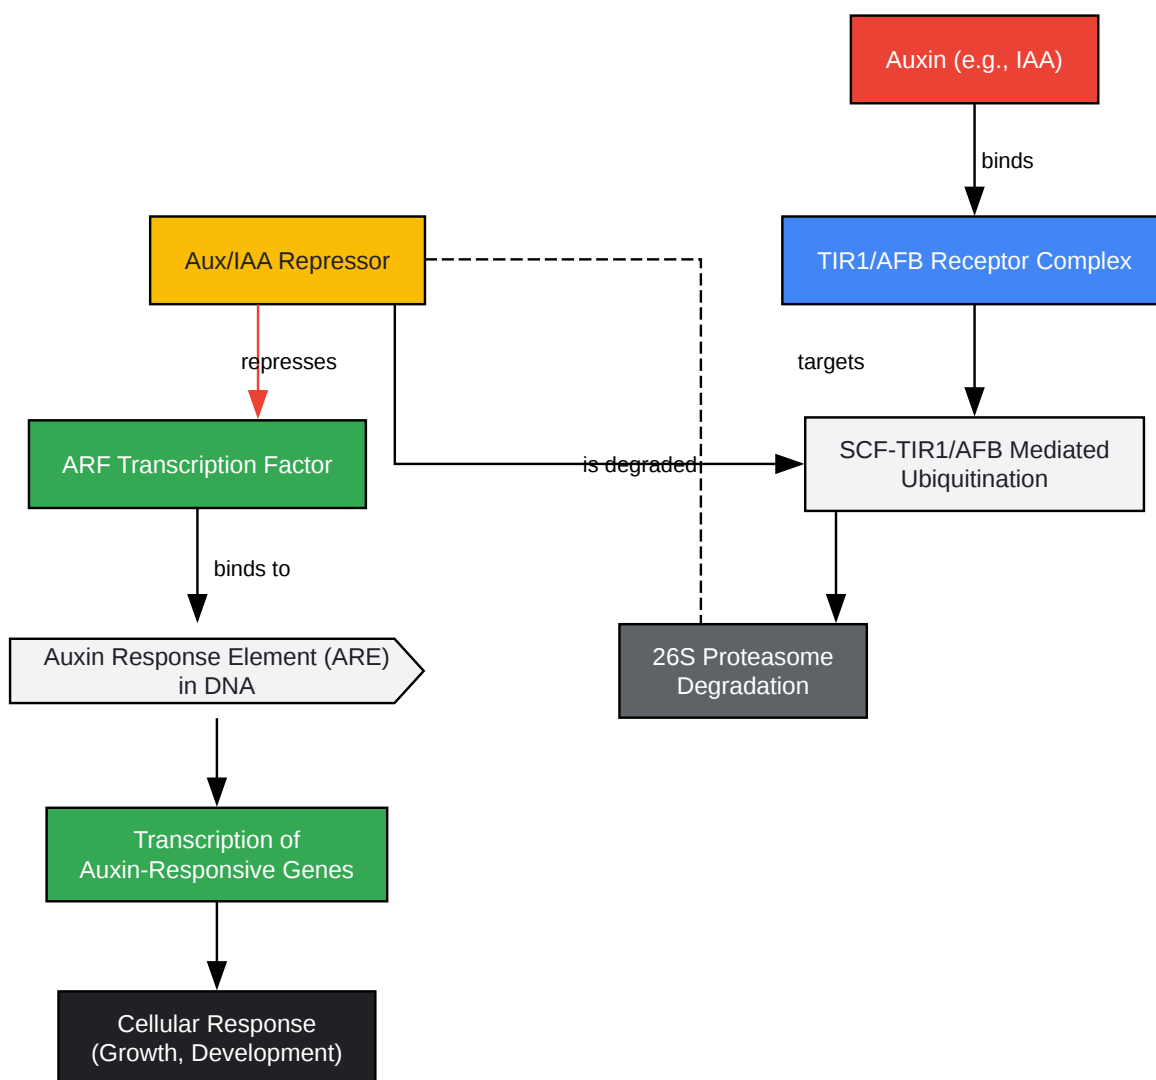 Auxin (e.g., IAA)
binds
Aux/IAA Repressor
TIR1/AFB Receptor Complex
represses
targets
ARF Transcription Factor
is degraded
SCF-TIR1/AFB Mediated
Ubiquitination
binds to
Auxin Response Element (ARE)
in DNA
26S Proteasome
Degradation
Transcription of
Auxin-Responsive Genes
Cellular Response
(Growth, Development)